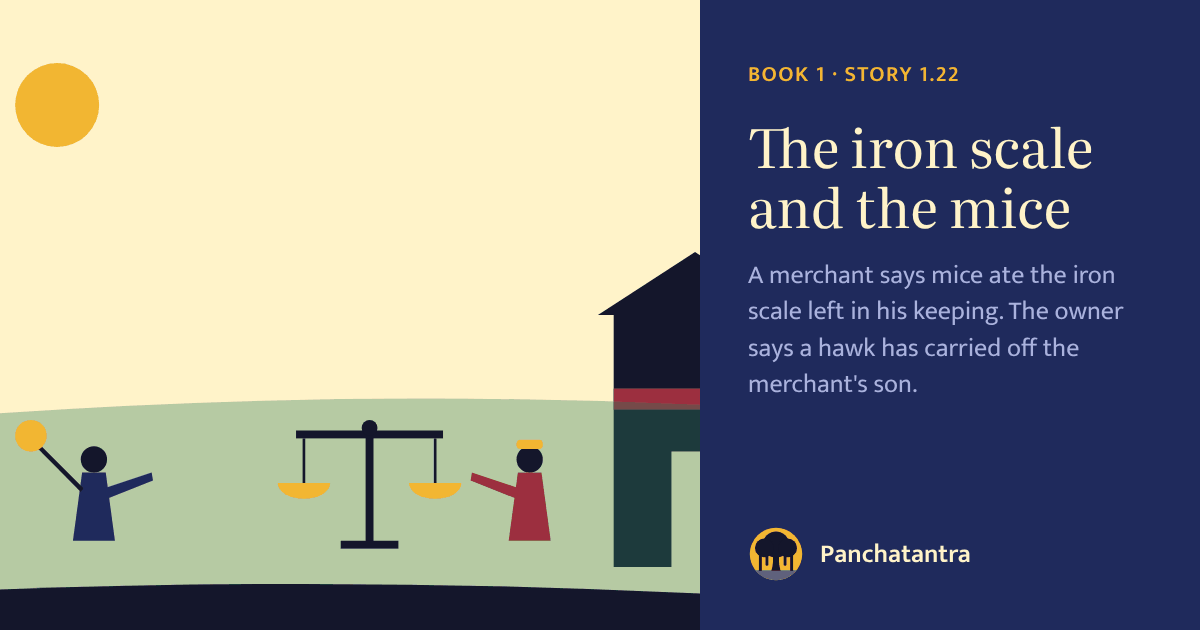 BOOK 1 · STORY 1.22
The iron scale
and the mice
A merchant says mice ate the iron
scale left in his keeping. The owner
says a hawk has carried off the
merchant's son.
Panchatantra